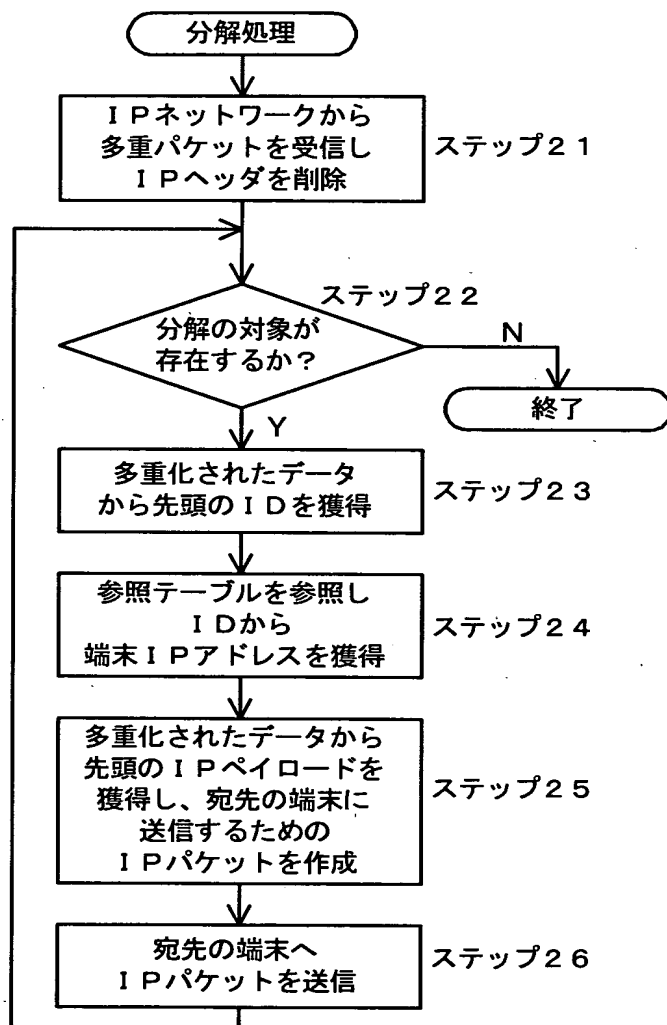 分解処理
ＩＰネットワークから
多重パケットを受信し
ＩＰヘッダを削除
ステップ２１
ステップ２２
分解の対象が
存在するか？
N
終了
Y
多重化されたデータ
から先頭のＩＤを獲得
ステップ２３
参照テーブルを参照し
ＩＤから
端末ＩＰアドレスを獲得
ステップ２４
多重化されたデータから
先頭のＩＰペイロードを
獲得し、宛先の端末に
送信するための
ＩＰパケットを作成
ステップ２５
宛先の端末へ
ＩＰパケットを送信
ステップ２６